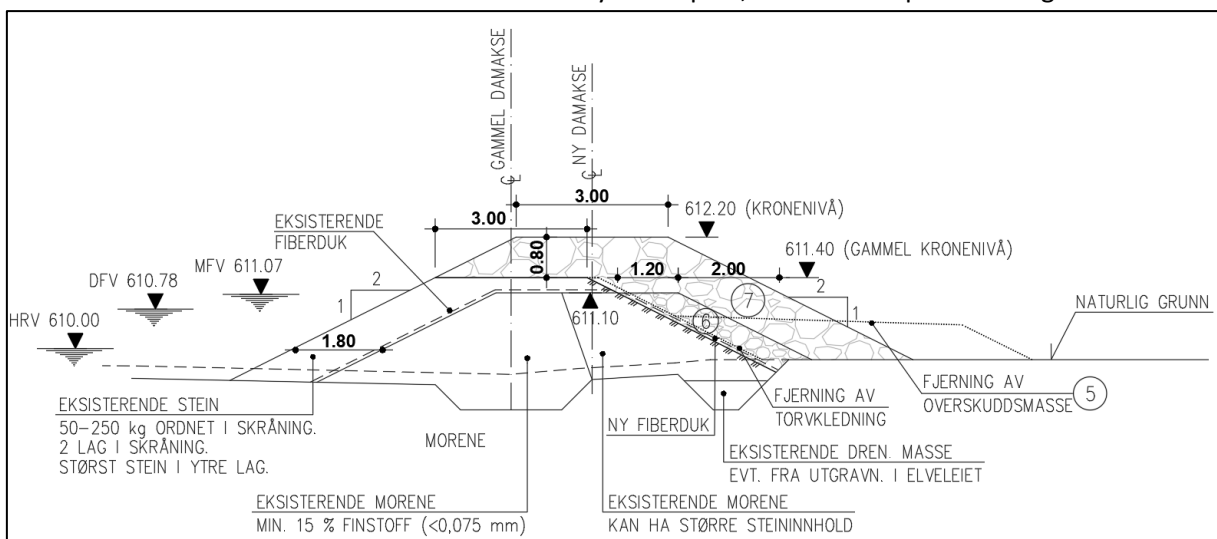 GAMMEL DAMAKSE
NY DAMAKSE
℄
℄
3.00
3.00
612.20 (KRONENIVÅ)
EKSISTERENDE
FIBERDUK
0.80
611.40 (GAMMEL KRONENIVÅ)
1.20
2.00
MFV 611.07
DFV 610.78
2
1
7
2
1
NATURLIG GRUNN
HRV 610.00
611.10
6
1.80
FJERNING AV
OVERSKUDDSMASSE
5
FJERNING AV
TORVKLEDNING
EKSISTERENDE STEIN
50-250 kg ORDNET I SKRÅNING.
2 LAG I SKRÅNING.
STØRST STEIN I YTRE LAG.
MORENE
NY FIBERDUK
EKSISTERENDE DREN. MASSE
EVT. FRA UTGRAVN. I ELVELEIET
EKSISTERENDE MORENE
MIN. 15 % FINSTOFF (<0,075 mm)
EKSISTERENDE MORENE
KAN HA STØRRE STEININNHOLD